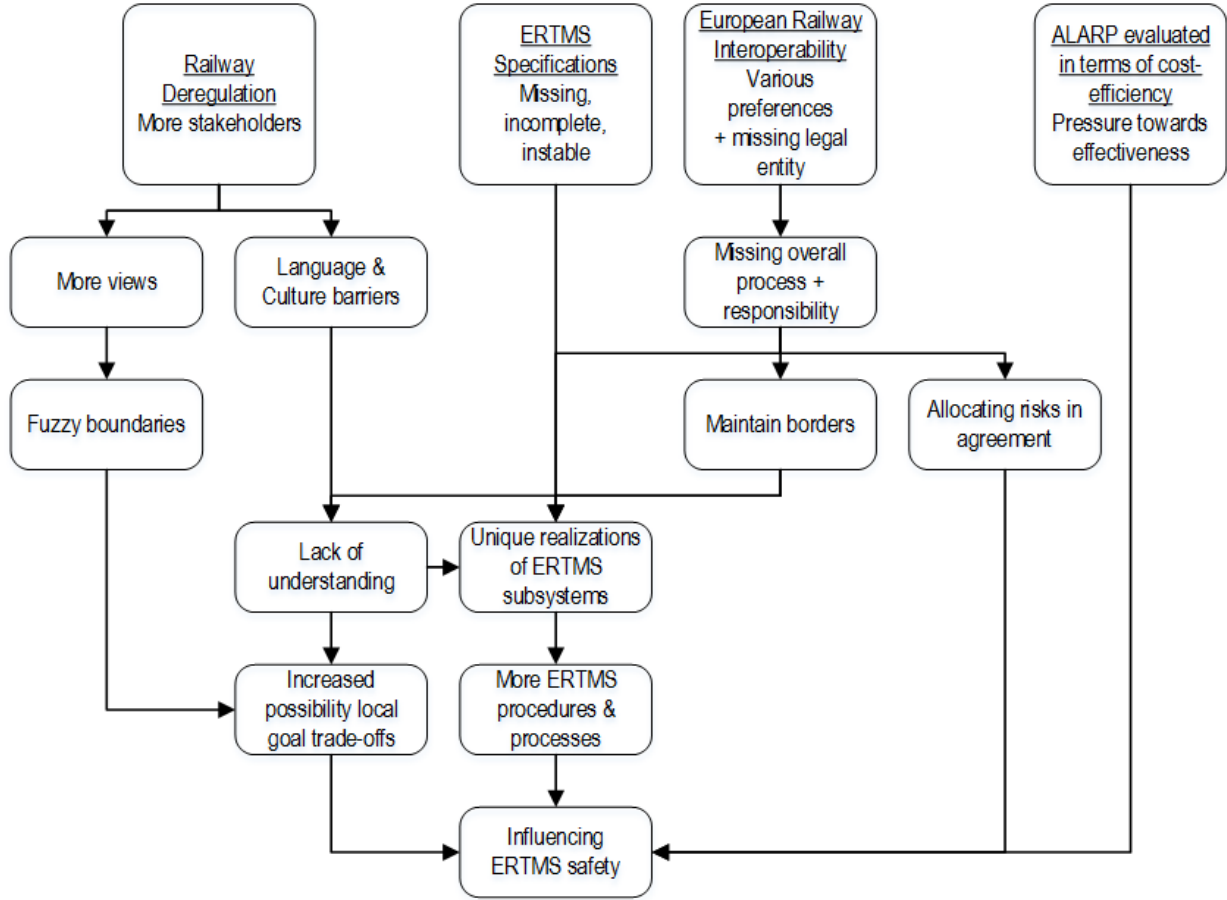 Railway
Deregulation
More stakeholders
ERTMS
Specifications
Missing,
incomplete,
instable
European Railway
Interoperability
Various
preferences
+ missing legal
entity
ALARP evaluated
in terms of cost-
efficiency
Pressure towards
effectiveness
More views
Language &
Culture barriers
Missing overall
process +
responsibility
Fuzzy boundaries
Maintain borders
Allocating risks in
agreement
Lack of
understanding
Unique realizations
of ERTMS
subsystems
Increased
possibility local
goal trade-offs
More ERTMS
procedures &
processes
Influencing
ERTMS safety